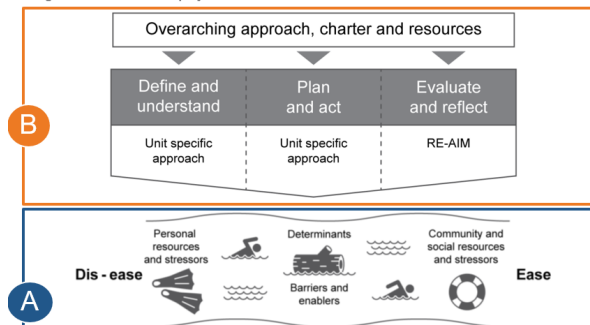 Overarching approach, charter and resources
Define and
understand
Plan
and act
Evaluate
and reflect
Unit specific
approach
Unit specific
approach
RE-AIM
B
Personal
resources
and stressors
Determinants
Community and
social resources
and stressors
Dis - ease
Barriers and
enablers
Ease
A